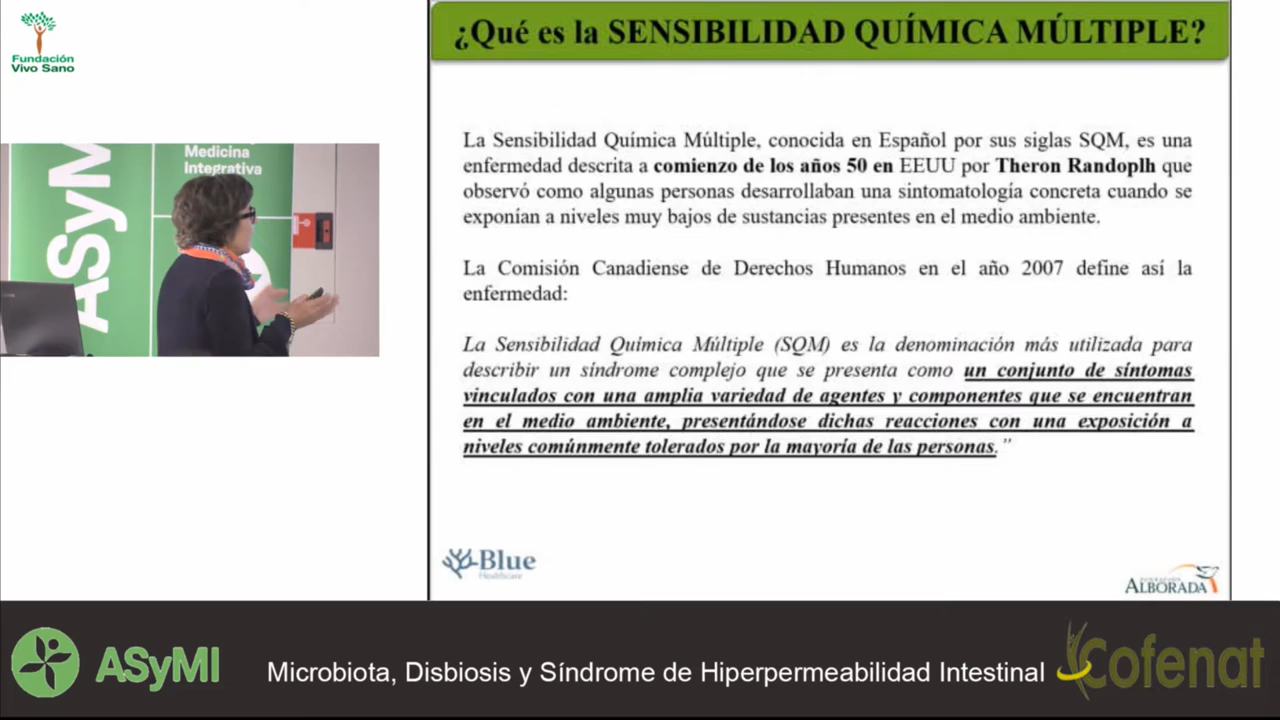 Fundación
Vivo Sano
¿Qué es la SENSIBILIDAD QUÍMICA MÚLTIPLE?
La Sensibilidad Química Múltiple, conocida en Español por sus siglas SQM, es una
enfermedad descrita a comienzo de los años 50 en EEUU por Theron Randoplh que
observó como algunas personas desarrollaban una sintomatología concreta cuando se
exponían a niveles muy bajos de sustancias presentes en el medio ambiente.
La Comisión Canadiense de Derechos Humanos en el año 2007 define así la
enfermedad:
La Sensibilidad Química Múltiple (SQM) es la denominación más utilizada para
describir un síndrome complejo que se presenta como un conjunto de síntomas
vinculados con una amplia variedad de agentes y componentes que se encuentran
en el medio ambiente, presentándose dichas reacciones con una exposición a
niveles comúnmente tolerados por la mayoría de las personas.”
Blue
Healthcare
FUNDACIÓN
ALBORADA
ASyM
Medicina
Integrativa
ASyMI
Microbiota, Disbiosis y Síndrome de Hiperpermeabilidad Intestinal
Cofenat